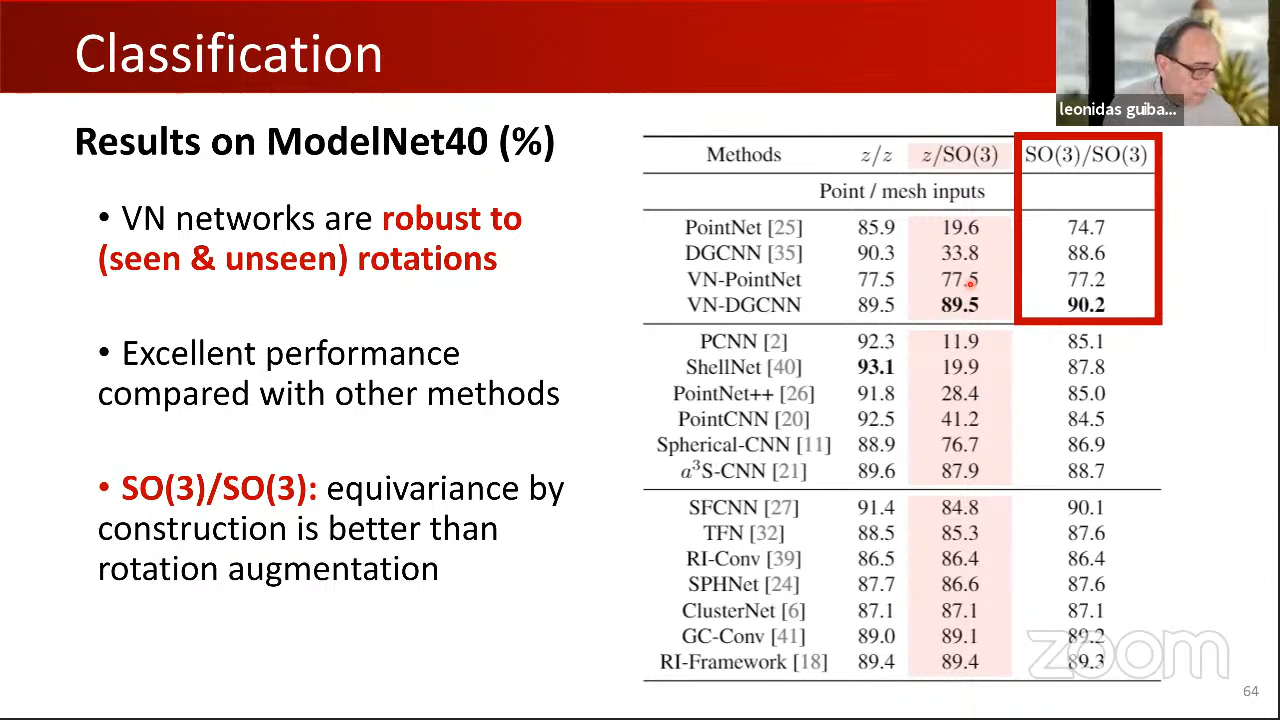 Classification
leonidas guiba...
Results on ModelNet40 (%)
• VN networks are robust to
(seen & unseen) rotations
• Excellent performance
compared with other methods
• SO(3)/SO(3): equivariance by
construction is better than
rotation augmentation
Methods z/z z/SO(3) SO(3)/SO(3)
Point / mesh inputs
PointNet [25] 85.9 19.6 74.7
DGCNN [35] 90.3 33.8 88.6
VN-PointNet 77.5 77.5 77.2
VN-DGCNN 89.5 89.5 90.2
PCNN [2] 92.3 11.9 85.1
ShellNet [40] 93.1 19.9 87.8
PointNet++ [26] 91.8 28.4 85.0
PointCNN [20] 92.5 41.2 84.5
Spherical-CNN [11] 88.9 76.7 86.9
a³S-CNN [21] 89.6 87.9 88.7
SFCNN [27] 91.4 84.8 90.1
TFN [32] 88.5 85.3 87.6
RI-Conv [39] 86.5 86.4 86.4
SPHNet [24] 87.7 86.6 87.6
ClusterNet [6] 87.1 87.1 87.1
GC-Conv [41] 89.0 89.1 89.2
RI-Framework [18] 89.4 89.4 89.3
zoom
64